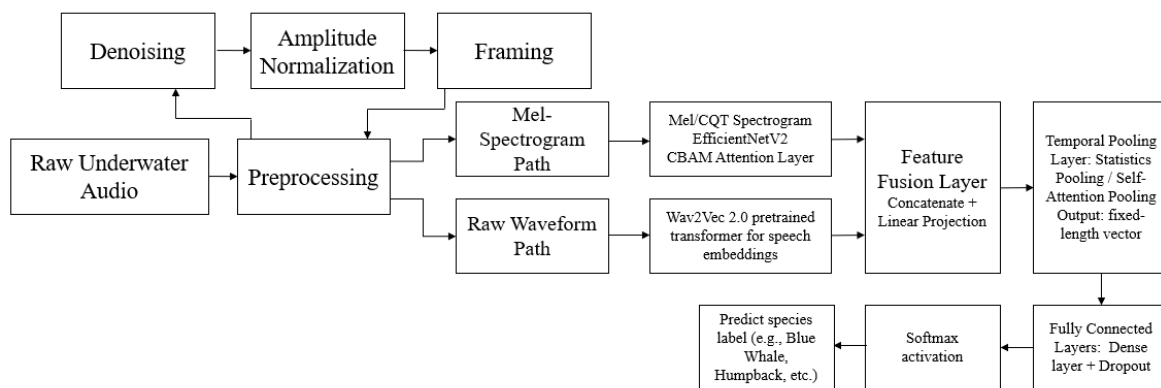 Denoising
Amplitude
Normalization
Framing
Raw Underwater
Audio
Preprocessing
Mel-
Spectrogram
Path
Mel/CQT Spectrogram
EfficientNetV2
CBAM Attention Layer
Raw Waveform
Path
Wav2Vec 2.0 pretrained
transformer for speech
embeddings
Feature
Fusion Layer
Concatenate +
Linear Projection
Temporal Pooling
Layer: Statistics
Pooling / Self-
Attention Pooling
Output: fixed-
length vector
Fully Connected
Layers: Dense
layer + Dropout
Softmax
activation
Predict species
label (e.g., Blue
Whale,
Humpback, etc.)